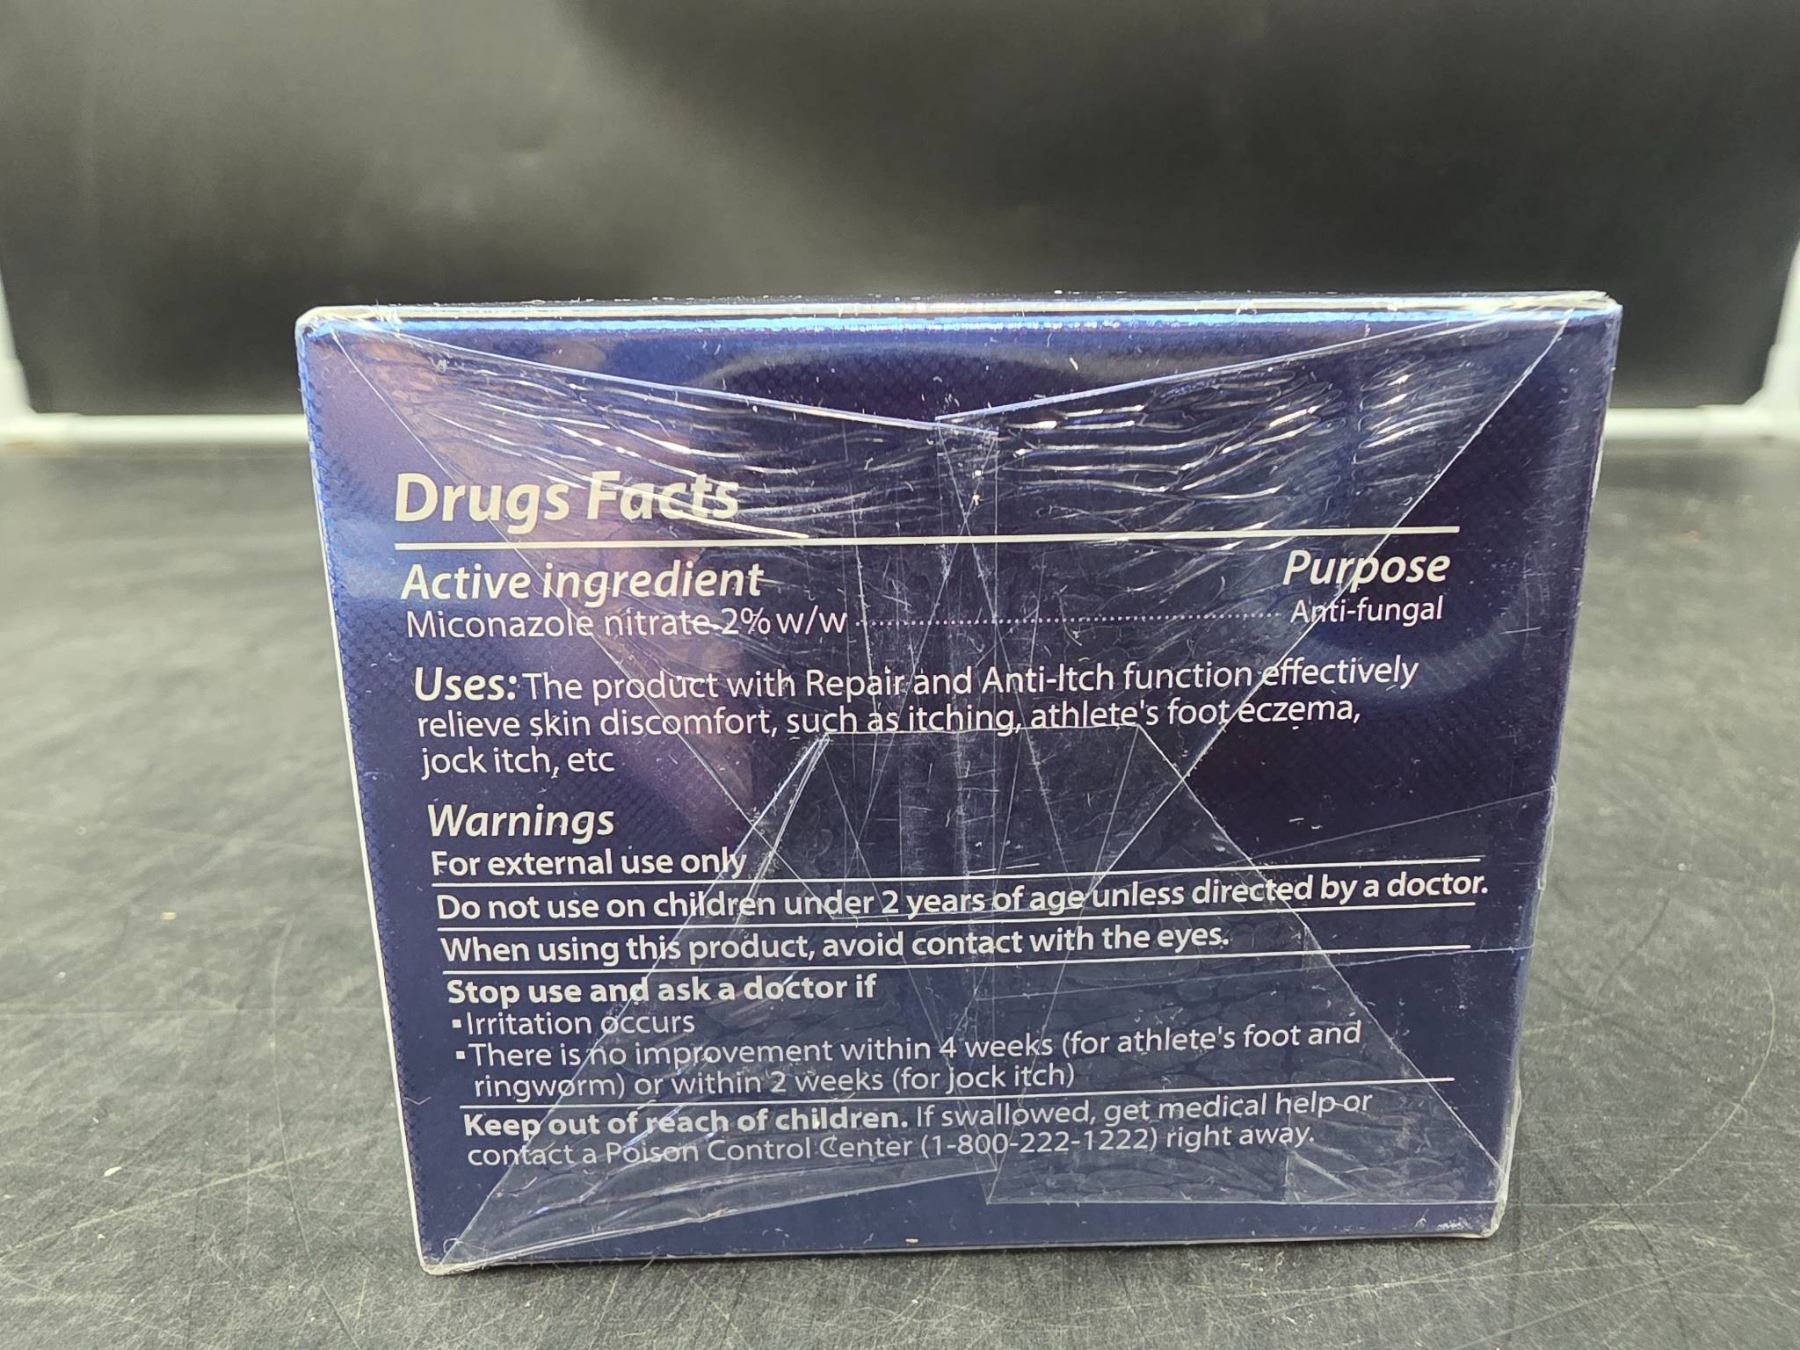 Drugs Facts
Active ingredient Purpose
Miconazole nitrate 2% w/w ........................................ Anti-fungal
Uses: The product with Repair and Anti-Itch function effectively
relieve skin discomfort, such as itching, athlete's foot eczema,
jock itch, etc
Warnings
For external use only
Do not use on children under 2 years of age unless directed by a doctor.
When using this product, avoid contact with the eyes.
Stop use and ask a doctor if
▪Irritation occurs
▪There is no improvement within 4 weeks (for athlete's foot and
ringworm) or within 2 weeks (for jock itch)
Keep out of reach of children. If swallowed, get medical help or
contact a Poison Control Center (1-800-222-1222) right away.